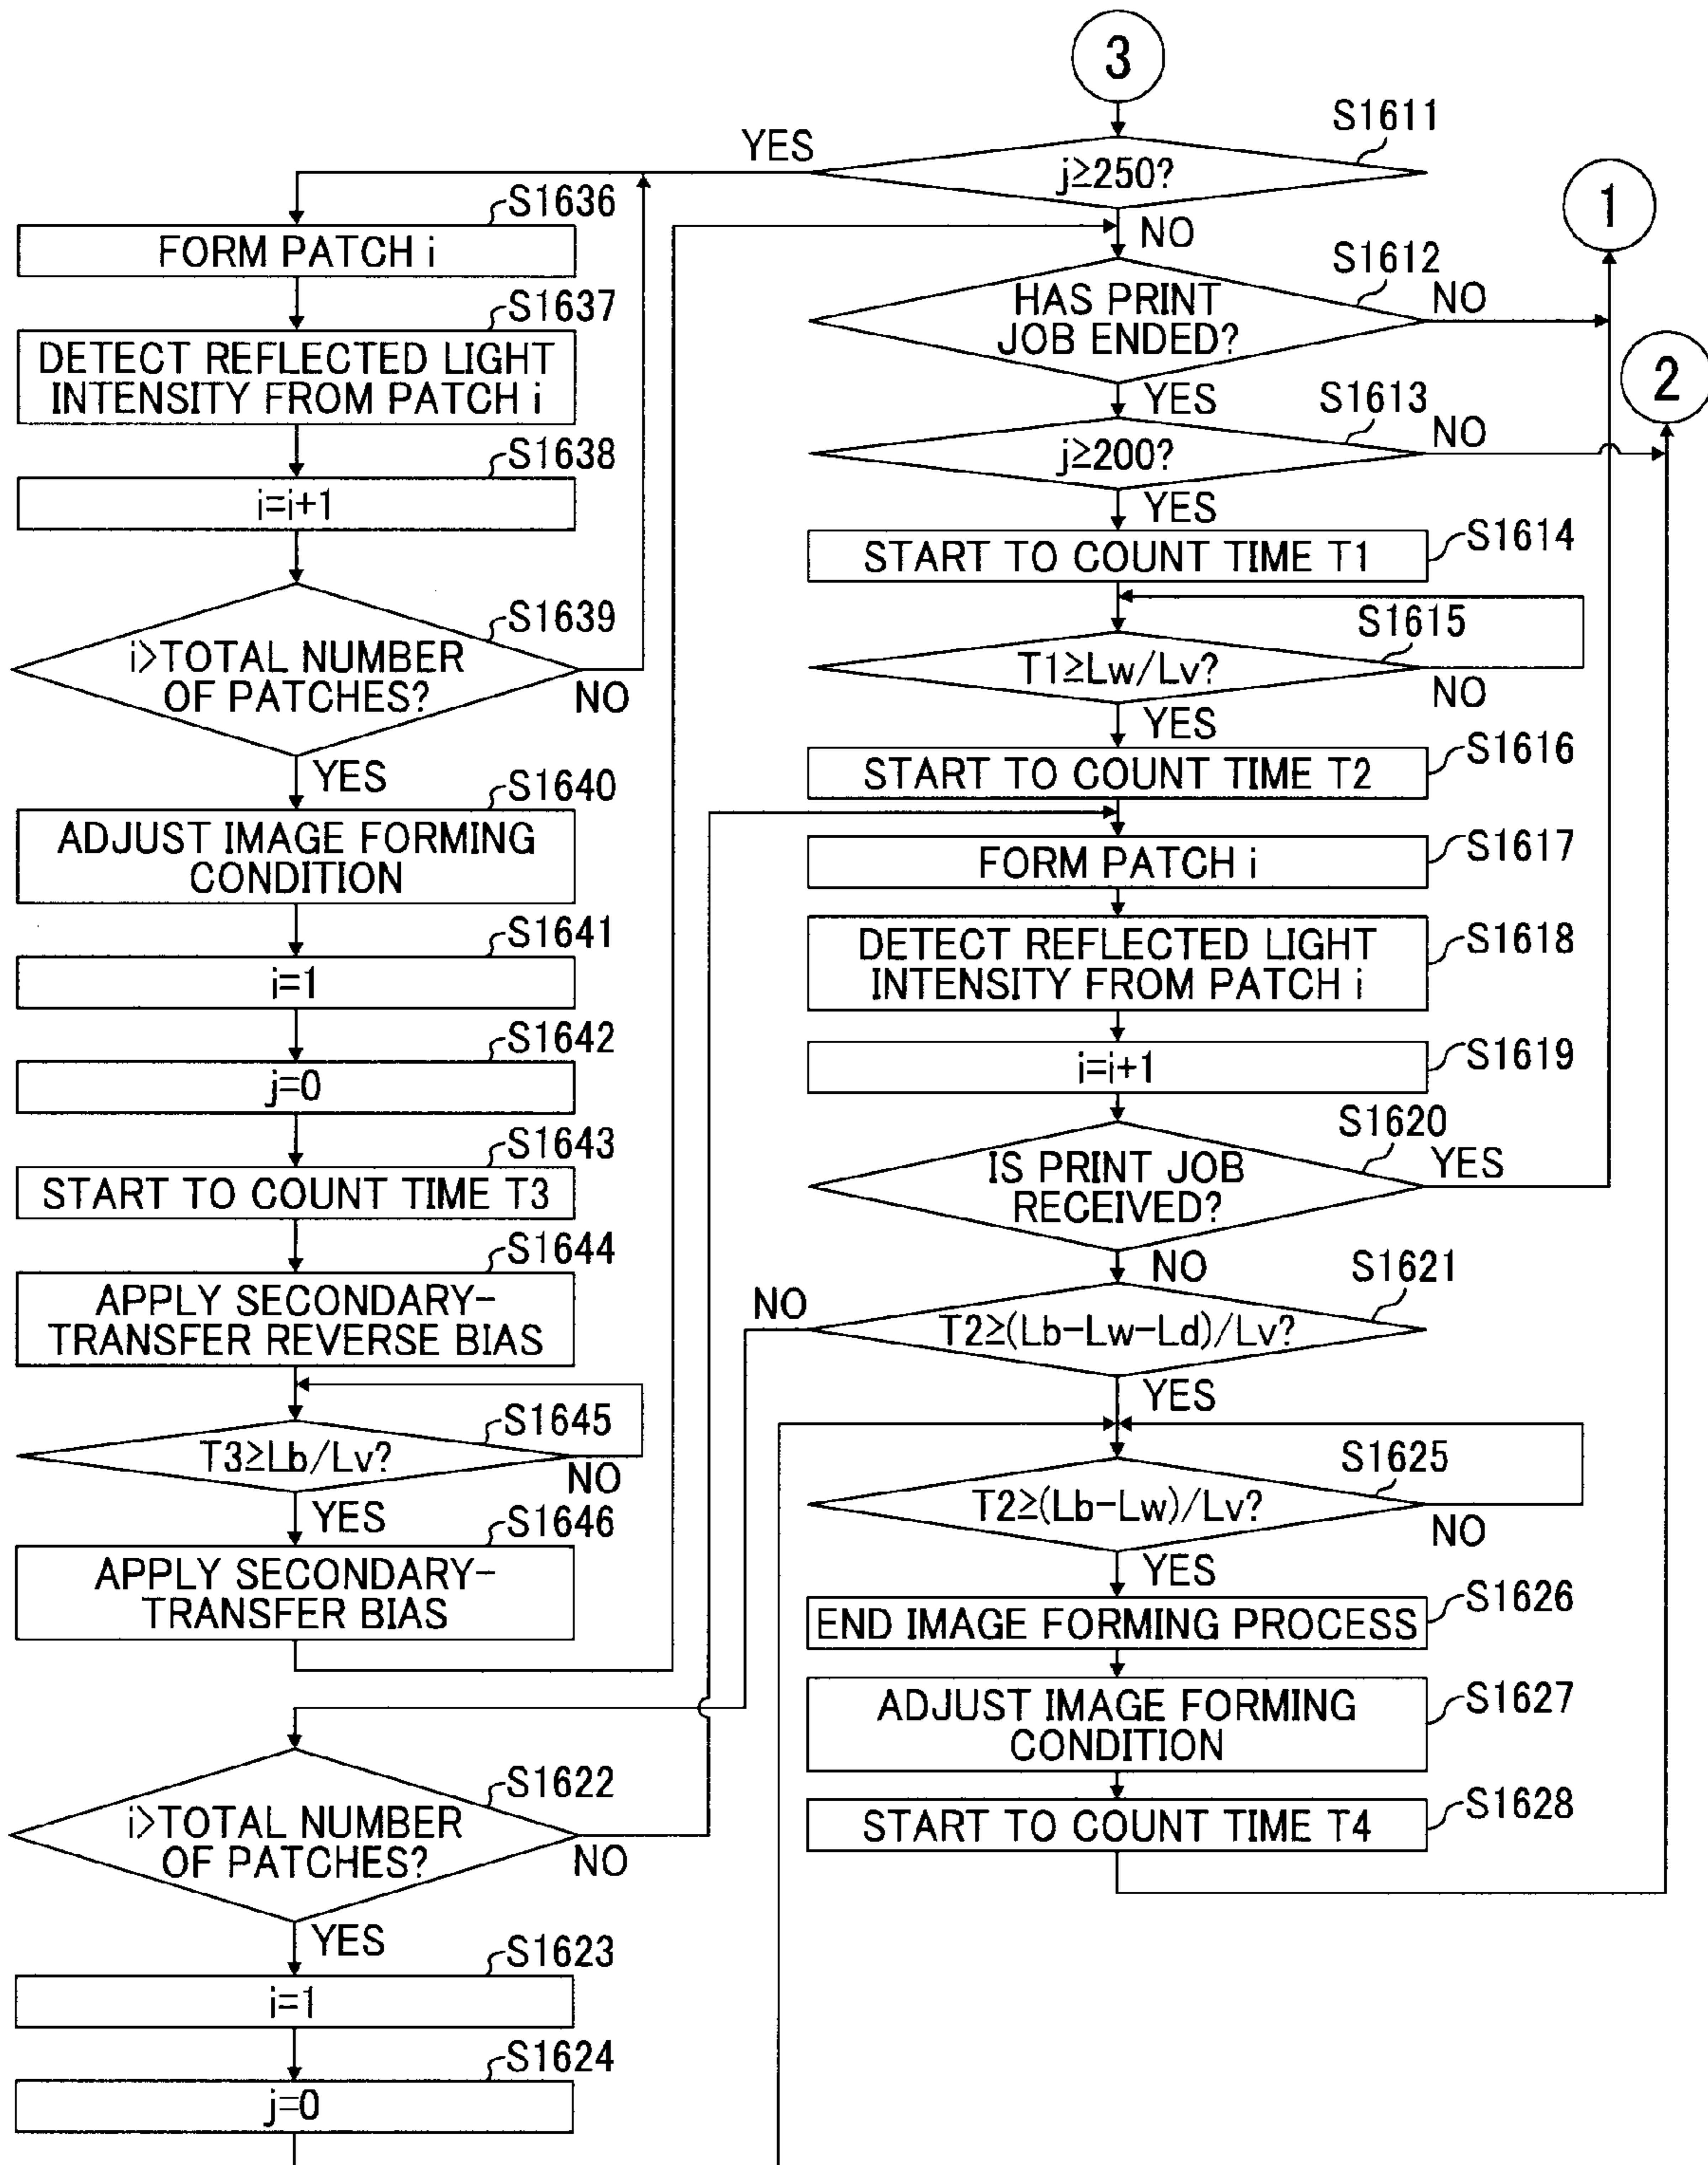 3
S1611
YES
j≥250?
NO
1
S1636
FORM PATCH i
S1637
DETECT REFLECTED LIGHT
INTENSITY FROM PATCH i
S1638
i=i+1
S1639
i>TOTAL NUMBER
OF PATCHES?
NO
YES
S1640
ADJUST IMAGE FORMING
CONDITION
S1641
i=1
S1642
j=0
S1643
START TO COUNT TIME T3
S1644
APPLY SECONDARY-
TRANSFER REVERSE BIAS
S1645
T3≥Lb/Lv?
NO
YES
S1646
APPLY SECONDARY-
TRANSFER BIAS
S1612
HAS PRINT
JOB ENDED?
NO
2
YES
S1613
j≥200?
NO
YES
S1614
START TO COUNT TIME T1
S1615
T1≥Lw/Lv?
NO
YES
S1616
START TO COUNT TIME T2
S1617
FORM PATCH i
S1618
DETECT REFLECTED LIGHT
INTENSITY FROM PATCH i
S1619
i=i+1
S1620
IS PRINT JOB
RECEIVED?
YES
NO
S1621
NO
T2≥(Lb-Lw-Ld)/Lv?
YES
S1625
T2≥(Lb-Lw)/Lv?
NO
YES
S1626
END IMAGE FORMING PROCESS
S1627
ADJUST IMAGE FORMING
CONDITION
S1628
START TO COUNT TIME T4
S1622
i>TOTAL NUMBER
OF PATCHES?
NO
YES
S1623
i=1
S1624
j=0